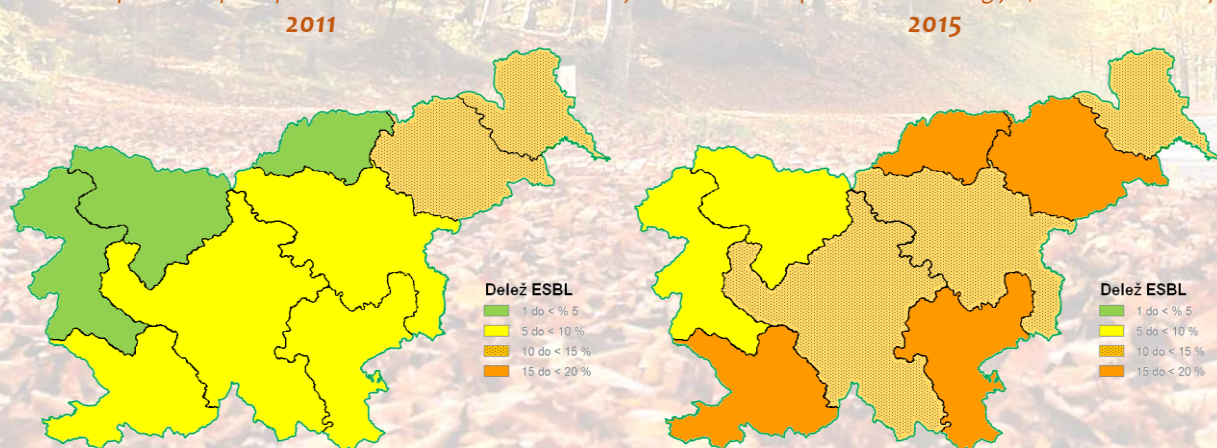 2011
2015
Delež ESBL
1 do < % 5
5 do < 10 %
10 do < 15 %
15 do < 20 %
Delež ESBL
1 do < % 5
5 do < 10 %
10 do < 15 %
15 do < 20 %